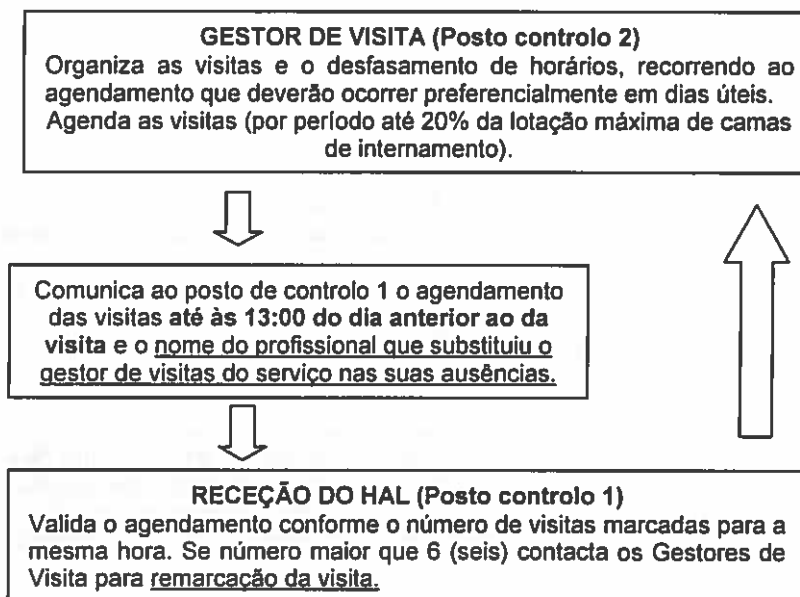 GESTOR DE VISITA (Posto controlo 2)
Organiza as visitas e o desfasamento de horários, recorrendo ao
agendamento que deverão ocorrer preferencialmente em dias úteis.
Agenda as visitas (por período até 20% da lotação máxima de camas
de internamento).
Comunica ao posto de controlo 1 o agendamento
das visitas até às 13:00 do dia anterior ao da
visita e o nome do profissional que substituiu o
gestor de visitas do serviço nas suas ausências.
RECEÇÃO DO HAL (Posto controlo 1)
Valida o agendamento conforme o número de visitas marcadas para a
mesma hora. Se número maior que 6 (seis) contacta os Gestores de
Visita para remarcação da visita.